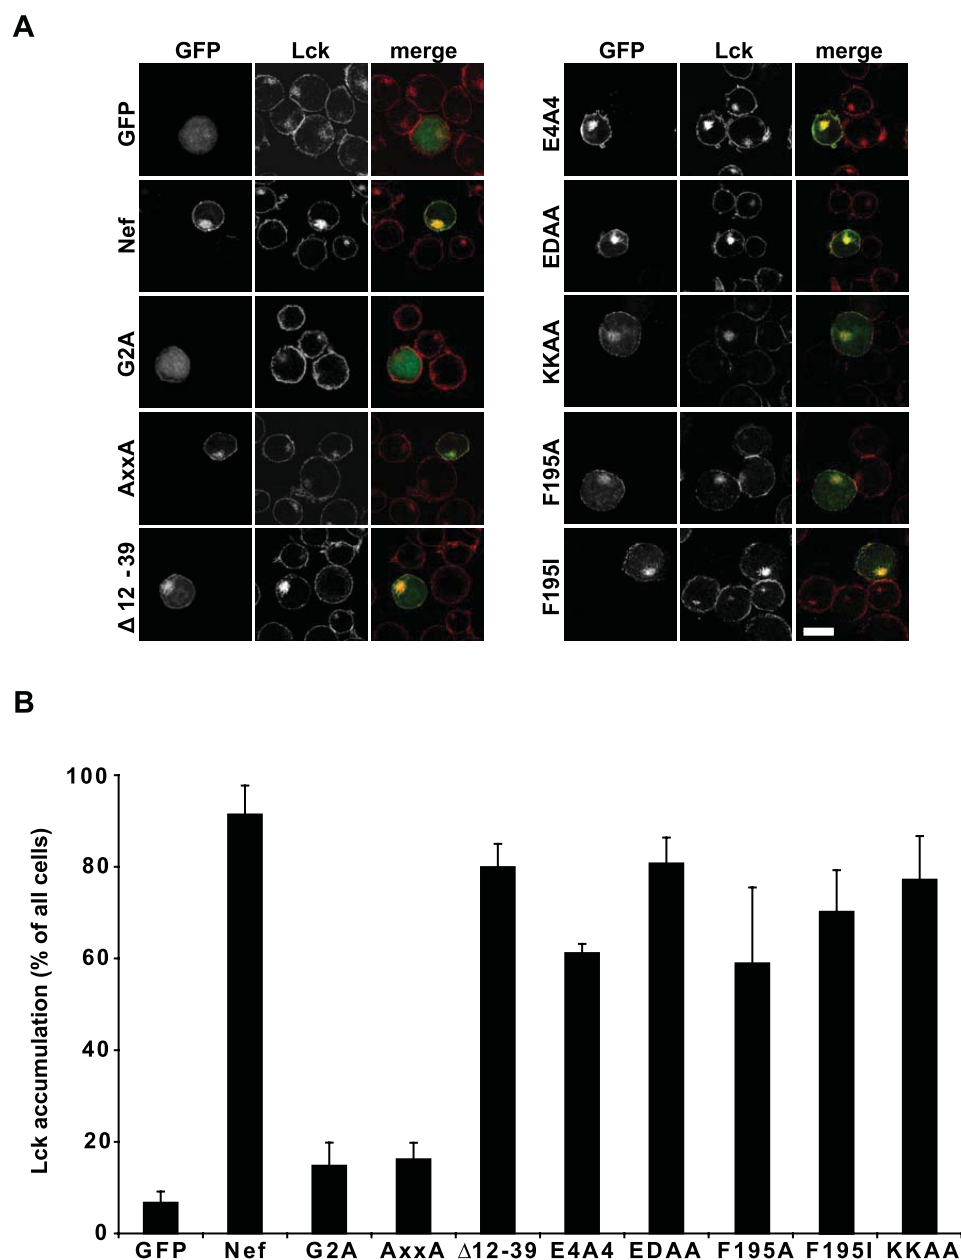 A
GFP Lck merge
GFP
Nef
G2A
AxxA
Δ 12 - 39
GFP Lck merge
E4A4
EDAA
KKAA
F195A
F195I
B
Lck accumulation (% of all cells)
100
80
60
40
20
0
GFP Nef G2A AxxA Δ12-39 E4A4 EDAA F195A F195I KKAA